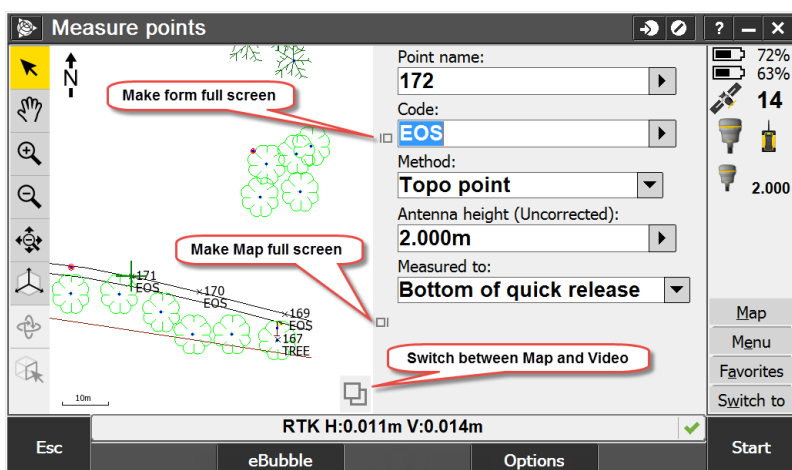 Measure points
?
N
Make form full screen
Make Map full screen
Switch between Map and Video
171
EOS
170
EOS
169
EOS
167
TREE
10m
Point name:
172
Code:
EOS
Method:
Topo point
Antenna height (Uncorrected):
2.000m
Measured to:
Bottom of quick release
72%
63%
14
2.000
Map
Menu
Favorites
Switch to
RTK H:0.011m V:0.014m
Esc
eBubble
Options
Start